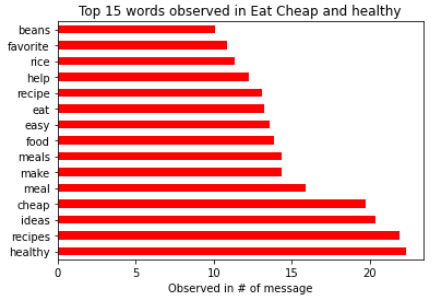 Top 15 words observed in Eat Cheap and healthy
beans
favorite
rice
help
recipe
eat
easy
food
meals
make
meal
cheap
ideas
recipes
healthy
0 5 10 15 20
Observed in # of message